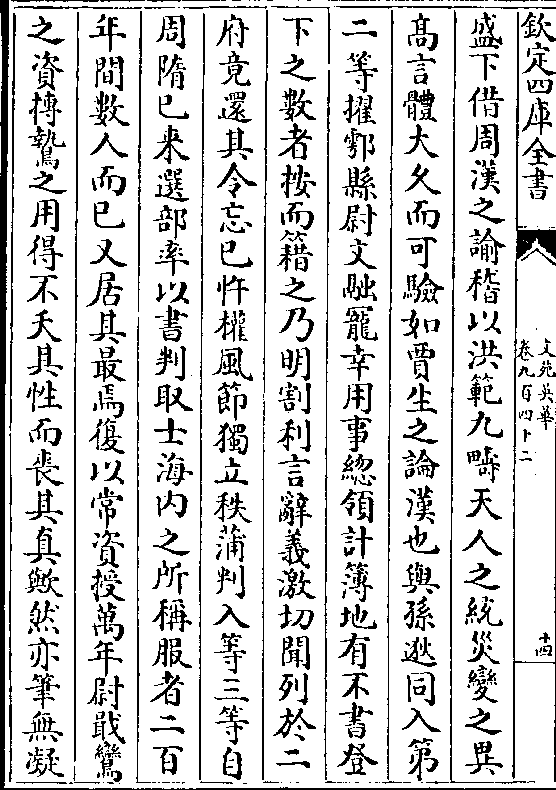 欽定四庫全書
文苑英華
卷九百四十二
十四
盛下借周漢之諭稽以洪範九疇天人之統災變之異
髙言體大久而可驗如賈生之論漢也與孫逖同入第
二等擢鄠縣尉文融寵幸用事總領計簿地有不書登
下之數者按而籍之乃明割利言辭義激切聞列於二
府竟還其令忘已忤權風節獨立秩蒲判入等三等自
周隋已来選部率以書判取士海内之所稱服者二百
年間數人而已又居其最焉復以常資授萬年尉戢鸞
之資摶鷙之用得不夭其性而喪其真歟然亦筆無凝